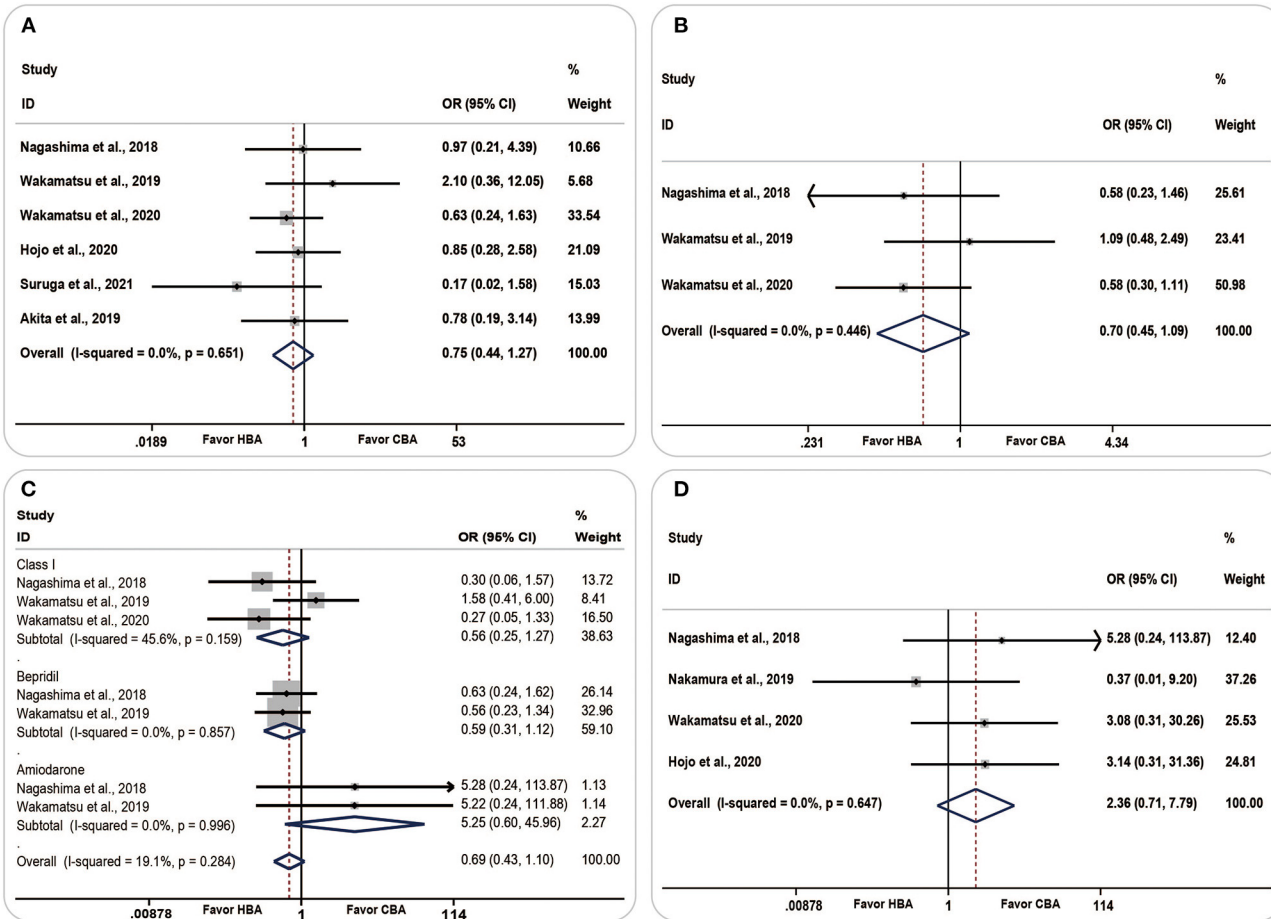 A
Study %
ID OR (95% CI) Weight
Nagashima et al., 2018 0.97 (0.21, 4.39) 10.66
Wakamatsu et al., 2019 2.10 (0.36, 12.05) 5.68
Wakamatsu et al., 2020 0.63 (0.24, 1.63) 33.54
Hojo et al., 2020 0.85 (0.28, 2.58) 21.09
Suruga et al., 2021 0.17 (0.02, 1.58) 15.03
Akita et al., 2019 0.78 (0.19, 3.14) 13.99
Overall (I-squared = 0.0%, p = 0.651) 0.75 (0.44, 1.27) 100.00
.0189 Favor HBA 1 Favor CBA 53
B
Study %
ID OR (95% CI) Weight
Nagashima et al., 2018 0.58 (0.23, 1.46) 25.61
Wakamatsu et al., 2019 1.09 (0.48, 2.49) 23.41
Wakamatsu et al., 2020 0.58 (0.30, 1.11) 50.98
Overall (I-squared = 0.0%, p = 0.446) 0.70 (0.45, 1.09) 100.00
.231 Favor HBA 1 Favor CBA 4.34
C
Study %
ID OR (95% CI) Weight
Class I
Nagashima et al., 2018 0.30 (0.06, 1.57) 13.72
Wakamatsu et al., 2019 1.58 (0.41, 6.00) 8.41
Wakamatsu et al., 2020 0.27 (0.05, 1.33) 16.50
Subtotal (I-squared = 45.6%, p = 0.159) 0.56 (0.25, 1.27) 38.63
.
Bepridil
Nagashima et al., 2018 0.63 (0.24, 1.62) 26.14
Wakamatsu et al., 2019 0.56 (0.23, 1.34) 32.96
Subtotal (I-squared = 0.0%, p = 0.857) 0.59 (0.31, 1.12) 59.10
.
Amiodarone
Nagashima et al., 2018 5.28 (0.24, 113.87) 1.13
Wakamatsu et al., 2019 5.22 (0.24, 111.88) 1.14
Subtotal (I-squared = 0.0%, p = 0.996) 5.25 (0.60, 45.96) 2.27
.
Overall (I-squared = 19.1%, p = 0.284) 0.69 (0.43, 1.10) 100.00
.00878 Favor HBA 1 Favor CBA 114
D
Study %
ID OR (95% CI) Weight
Nagashima et al., 2018 5.28 (0.24, 113.87) 12.40
Nakamura et al., 2019 0.37 (0.01, 9.20) 37.26
Wakamatsu et al., 2020 3.08 (0.31, 30.26) 25.53
Hojo et al., 2020 3.14 (0.31, 31.36) 24.81
Overall (I-squared = 0.0%, p = 0.647) 2.36 (0.71, 7.79) 100.00
.00878 Favor HBA 1 Favor CBA 114